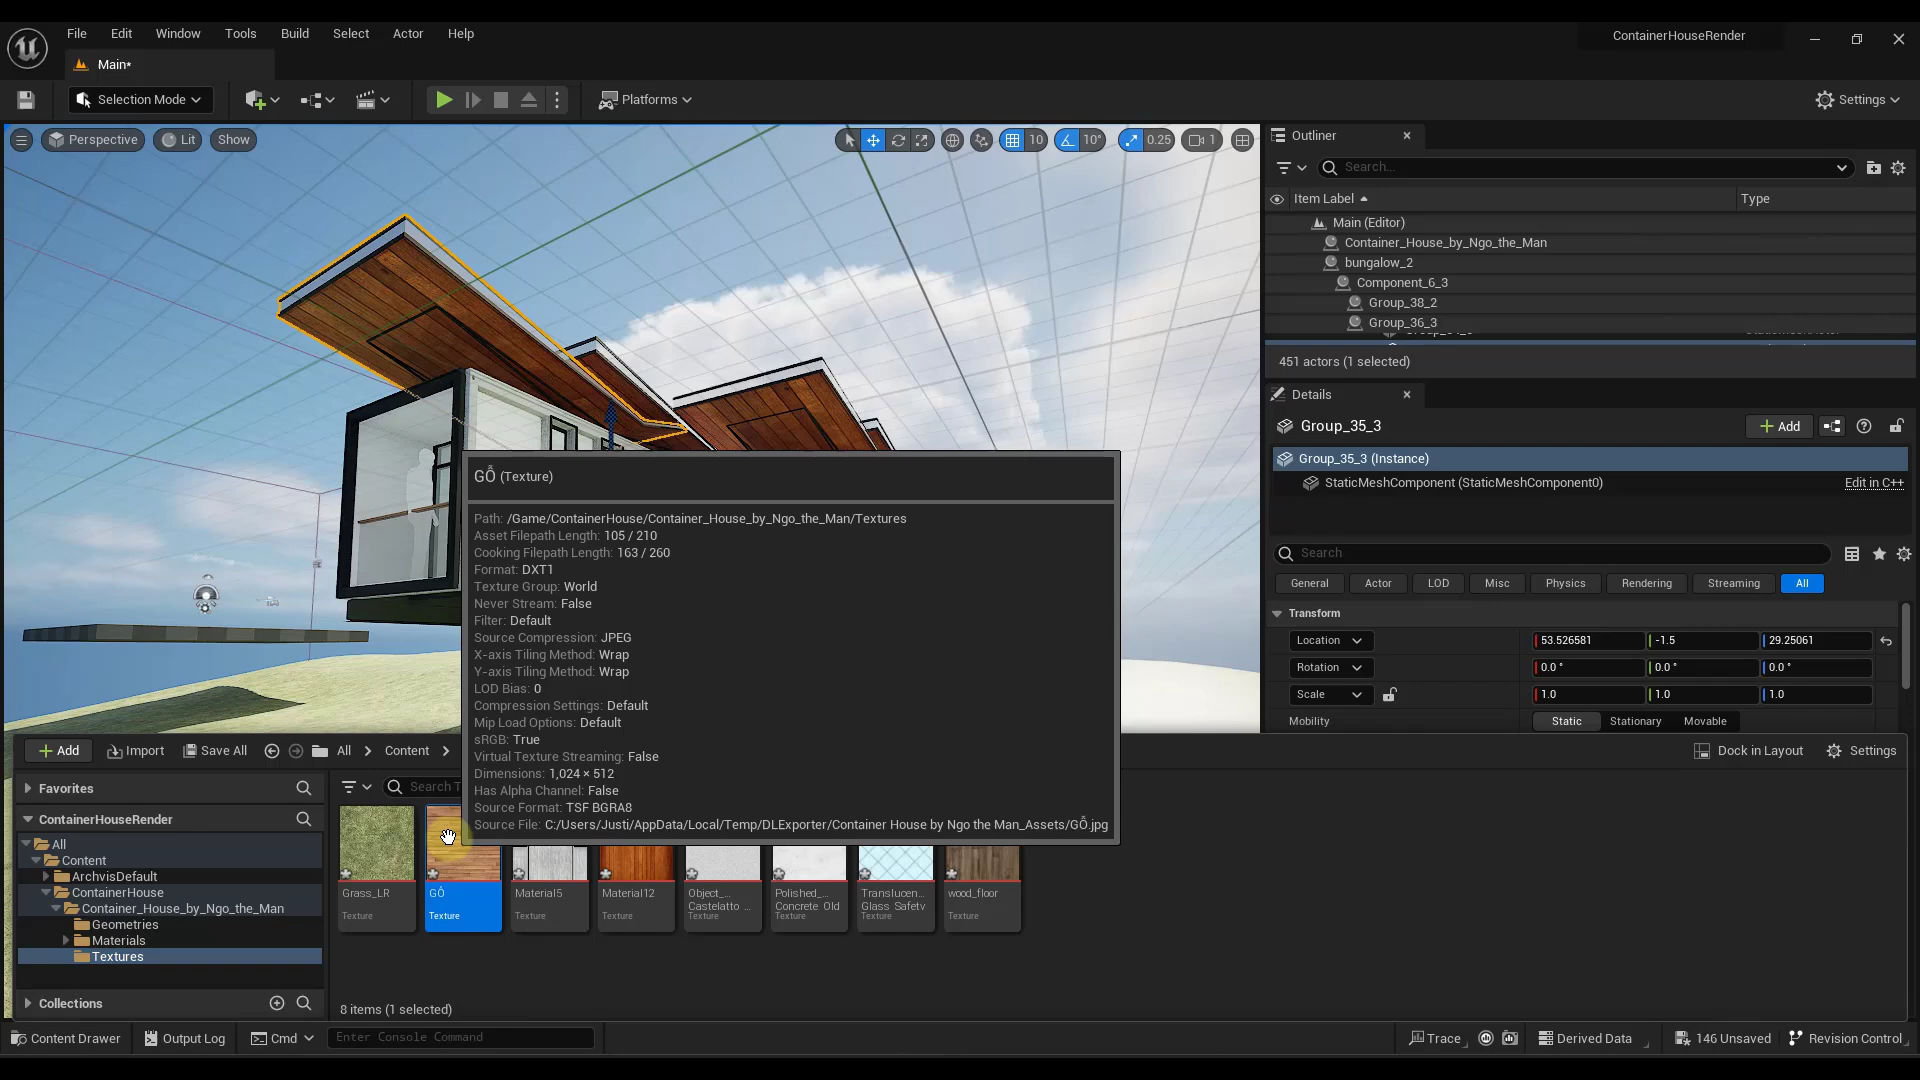 File Edit Window Tools Build Select Actor Help
ContainerHouseRender
Main*
Selection Mode
Platforms
Settings
Perspective
Lit
Show
10
10°
0.25
1
Outliner
Search...
Item Label
Type
Main (Editor)
Container_House_by_Ngo_the_Man
bungalow_2
Component_6_3
Group_38_2
Group_36_3
451 actors (1 selected)
Details
Group_35_3
Add
Group_35_3 (Instance)
StaticMeshComponent (StaticMeshComponent0)
Edit in C++
Search
General Actor LOD Misc Physics Rendering Streaming All
Transform
Location
53.526581 -1.5 29.25061
Rotation
0.0 ° 0.0 ° 0.0 °
Scale
1.0 1.0 1.0
Mobility
Static Stationary Movable
GỖ (Texture)
Path: /Game/ContainerHouse/Container_House_by_Ngo_the_Man/Textures
Asset Filepath Length: 105 / 210
Cooking Filepath Length: 163 / 260
Format: DXT1
Texture Group: World
Never Stream: False
Filter: Default
Source Compression: JPEG
X-axis Tiling Method: Wrap
Y-axis Tiling Method: Wrap
LOD Bias: 0
Compression Settings: Default
Mip Load Options: Default
sRGB: True
Virtual Texture Streaming: False
Dimensions: 1,024 × 512
Has Alpha Channel: False
Source Format: TSF BGRA8
Source File: C:/Users/Justi/AppData/Local/Temp/DLExporter/Container House by Ngo the Man_Assets/GỖ.jpg
Add
Import
Save All
All
Content
Dock in Layout
Settings
Favorites
ContainerHouseRender
All
Content
ArchvisDefault
ContainerHouse
Container_House_by_Ngo_the_Man
Geometries
Materials
Textures
Collections
Search T
Grass_LR
Texture
GỖ
Texture
Material5
Texture
Material12
Texture
Object_...
Castelatto_...
Texture
Polished_...
Concrete_Old
Texture
Translucen...
Glass_Safety
Texture
wood_floor
Texture
8 items (1 selected)
Content Drawer
Output Log
Cmd
Enter Console Command
Trace
Derived Data
146 Unsaved
Revision Control